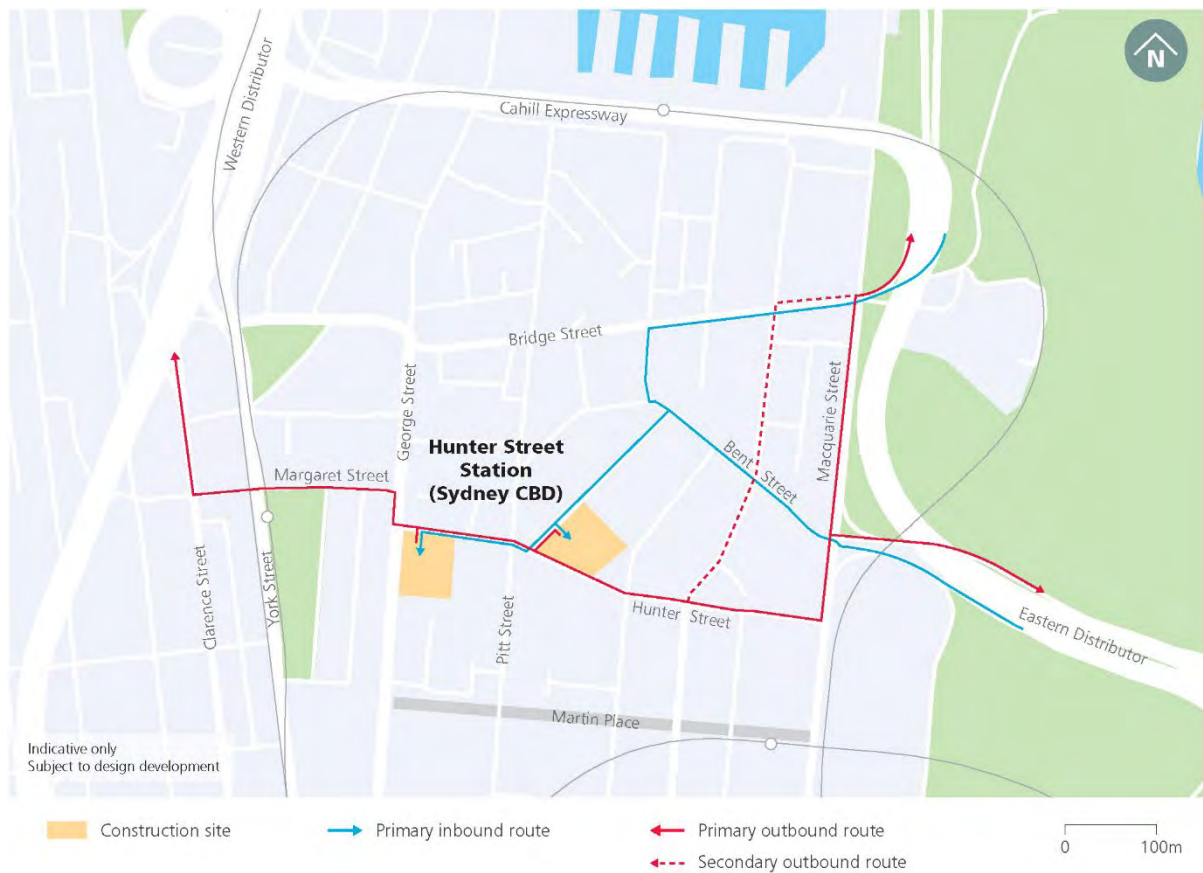 N
Western Distributor
Cahill Expressway
Bridge Street
George Street
Macquarie Street
Hunter Street
Station
(Sydney CBD)
Bent Street
Margaret Street
Clarence Street
York Street
Pitt Street
Hunter Street
Eastern Distributor
Martin Place
Indicative only
Subject to design development
Construction site
Primary inbound route
Primary outbound route
Secondary outbound route
0 100m